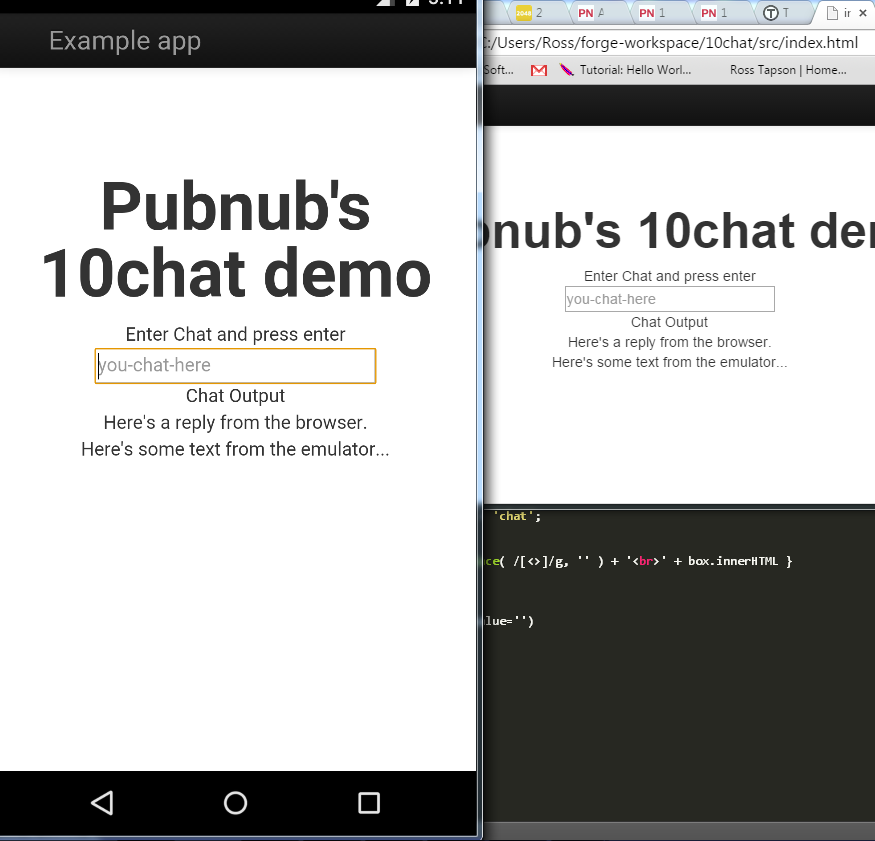 Example app
Pubnub's
10chat demo
Enter Chat and press enter
you-chat-here
Chat Output
Here's a reply from the browser.
Here's some text from the emulator...
2048 2
PN
PN 1
PN 1
T T
:/Users/Ross/forge-workspace/10chat/src/index.html
Soft...
Tutorial: Hello Worl...
Ross Tapson | Home...
bnub's 10chat de
Enter Chat and press enter
you-chat-here
Chat Output
Here's a reply from the browser.
Here's some text from the emulator...
'chat';
ce( /[<>]/g, '' ) + '<br>' + box.innerHTML }
alue='')